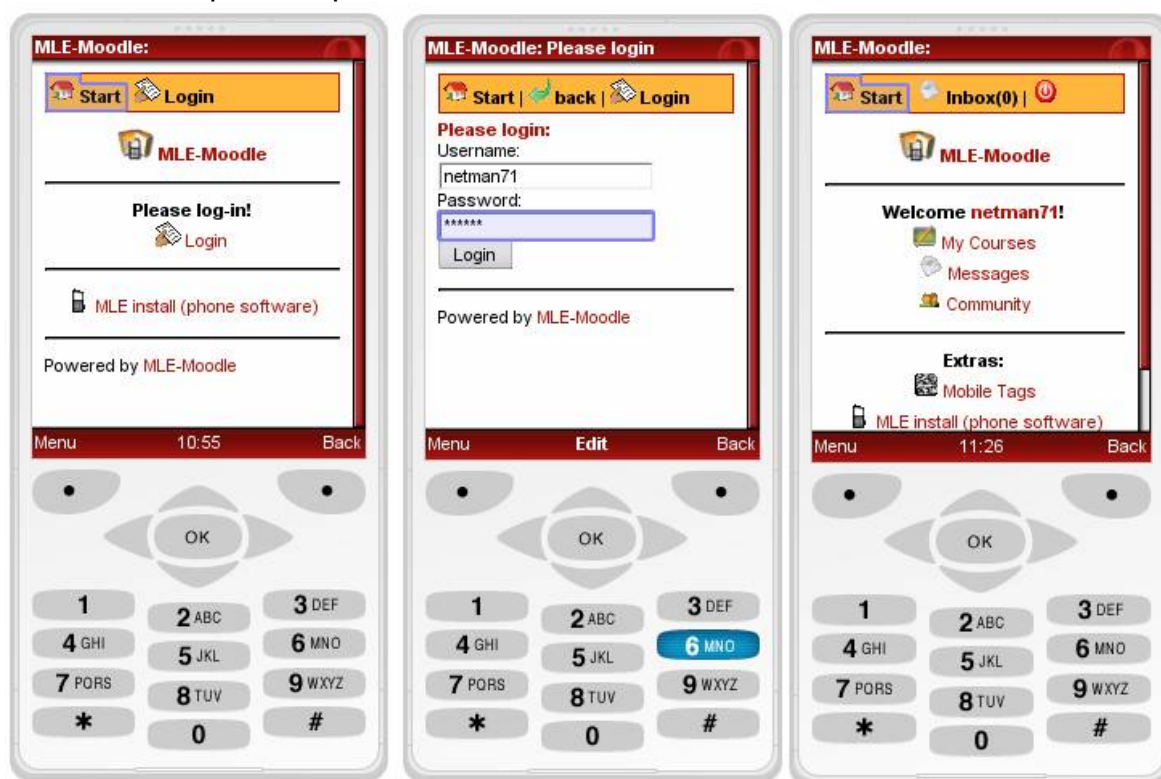 MLE-Moodle:
Start Login
MLE-Moodle
Please log-in!
Login
MLE install (phone software)
Powered by MLE-Moodle
Menu 10:55 Back
OK
1 2 ABC 3 DEF
4 GHI 5 JKL 6 MNO
7 PQRS 8 TUV 9 WXYZ
* 0 #
MLE-Moodle: Please login
Start | back | Login
Please login:
Username:
netman71
Password:
******
Login
Powered by MLE-Moodle
Menu Edit Back
OK
1 2 ABC 3 DEF
4 GHI 5 JKL 6 MNO
7 PQRS 8 TUV 9 WXYZ
* 0 #
MLE-Moodle:
Start Inbox(0) |
MLE-Moodle
Welcome netman71!
My Courses
Messages
Community
Extras:
Mobile Tags
MLE install (phone software)
Menu 11:26 Back
OK
1 2 ABC 3 DEF
4 GHI 5 JKL 6 MNO
7 PQRS 8 TUV 9 WXYZ
* 0 #